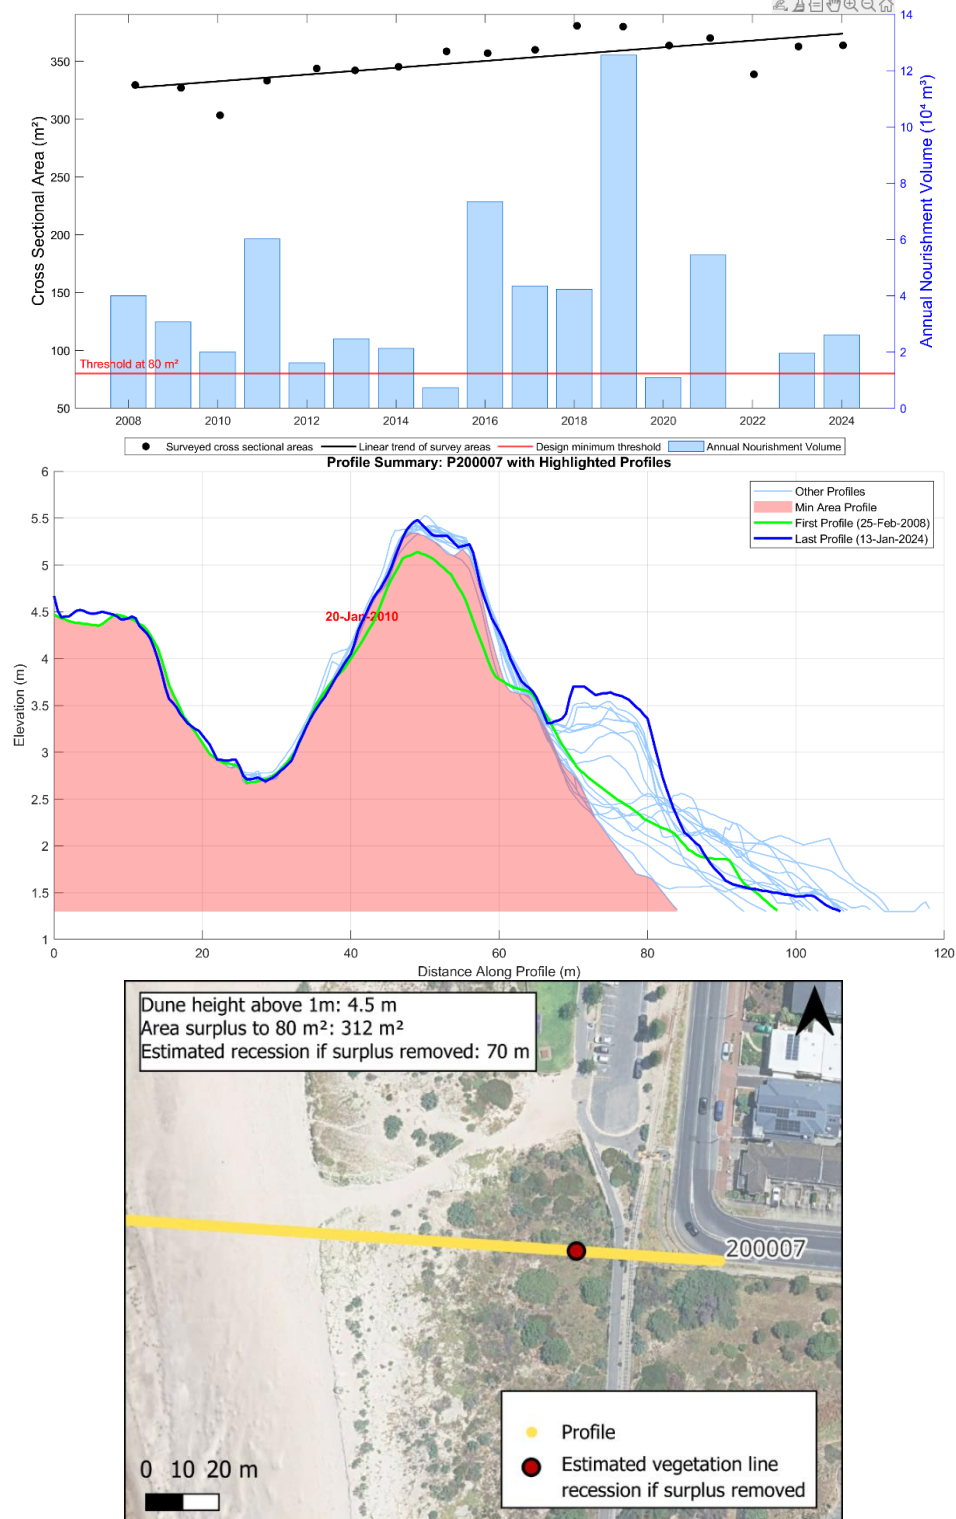 14
350
12
300
10
250
8
200
6
150
4
100
2
50
0
Cross Sectional Area (m²)
Annual Nourishment Volume (10⁴ m³)
Threshold at 80 m²
2008 2010 2012 2014 2016 2018 2020 2022 2024
Surveyed cross sectional areas Linear trend of survey areas Design minimum threshold Annual Nourishment Volume
Profile Summary: P200007 with Highlighted Profiles
6
5.5
5
4.5
4
3.5
3
2.5
2
1.5
1
Elevation (m)
Other Profiles
Min Area Profile
First Profile (25-Feb-2008)
Last Profile (13-Jan-2024)
20-Jan-2010
0 20 40 60 80 100 120
Distance Along Profile (m)
Dune height above 1m: 4.5 m
Area surplus to 80 m²: 312 m²
Estimated recession if surplus removed: 70 m
200007
Profile
Estimated vegetation line
recession if surplus removed
0 10 20 m